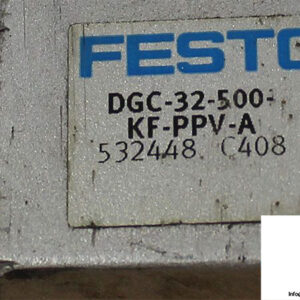 FESTO
DGC-32-500-
KF-PPV-A
532448 C408